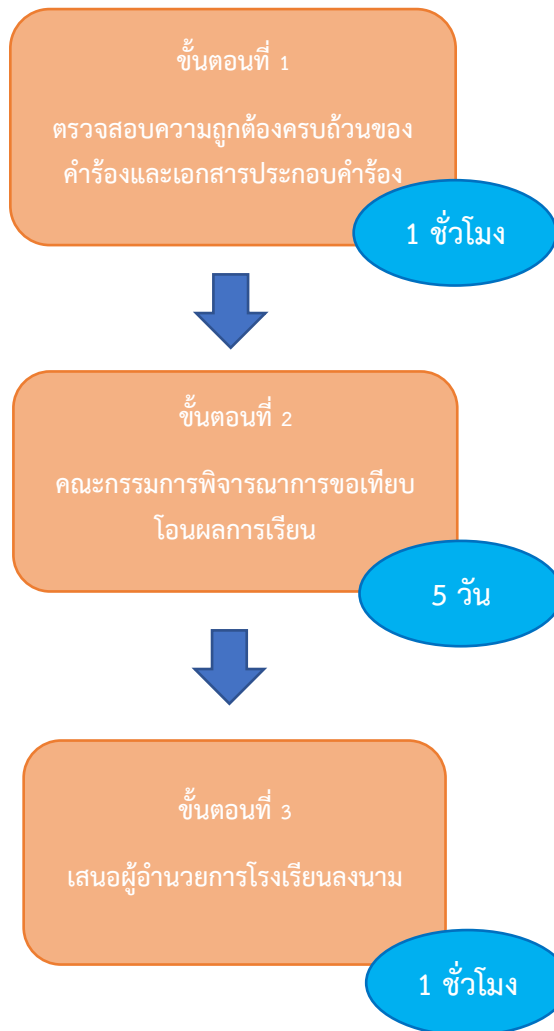 ขั้นตอนที่ 1
ตรวจสอบความถูกต้องครบถ้วนของ
คำร้องและเอกสารประกอบคำร้อง
1 ชั่วโมง
ขั้นตอนที่ 2
คณะกรรมการพิจารณาการขอเทียบ
โอนผลการเรียน
5 วัน
ขั้นตอนที่ 3
เสนอผู้อำนวยการโรงเรียนลงนาม
1 ชั่วโมง